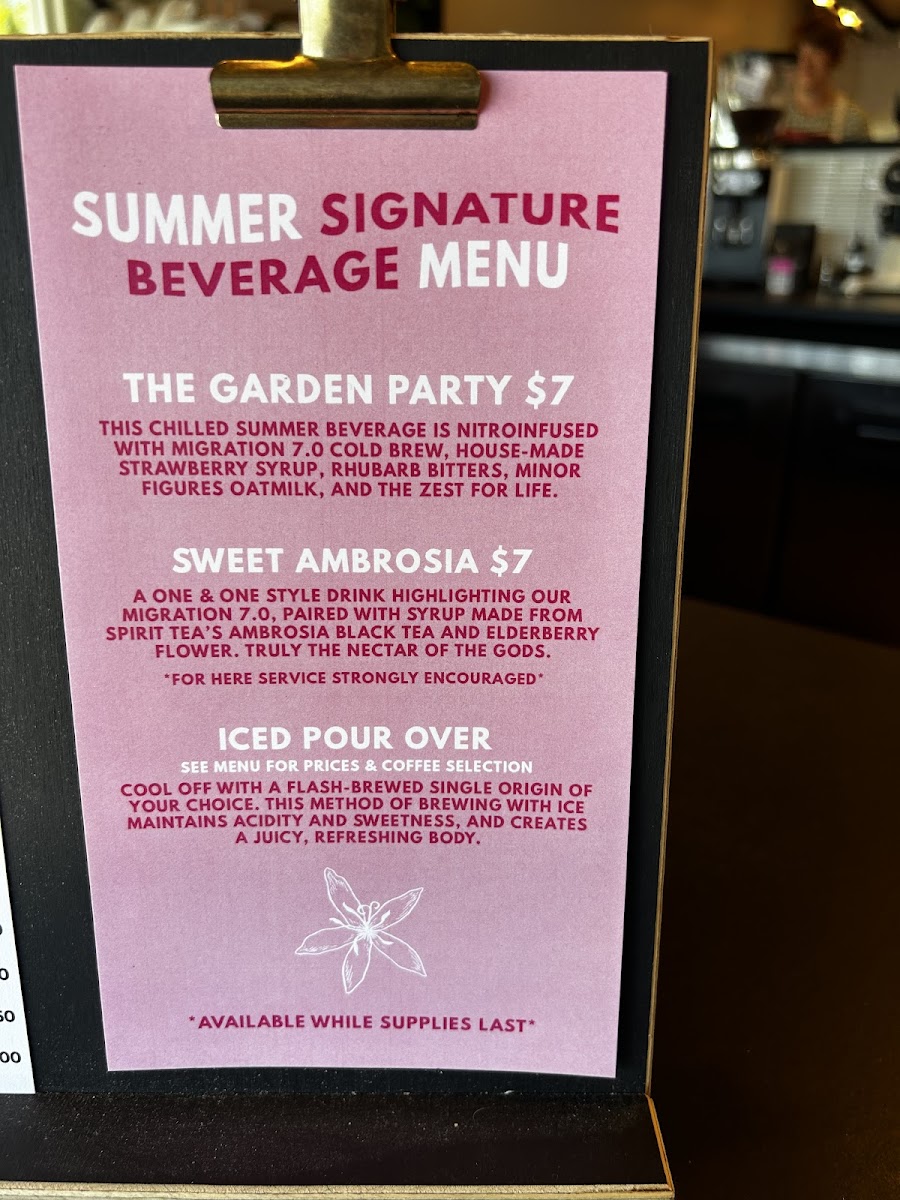 SUMMER SIGNATURE
BEVERAGE MENU
THE GARDEN PARTY $7
THIS CHILLED SUMMER BEVERAGE IS NITROINFUSED
WITH MIGRATION 7.0 COLD BREW, HOUSE-MADE
STRAWBERRY SYRUP, RHUBARB BITTERS, MINOR
FIGURES OATMILK, AND THE ZEST FOR LIFE.
SWEET AMBROSIA $7
A ONE & ONE STYLE DRINK HIGHLIGHTING OUR
MIGRATION 7.0, PAIRED WITH SYRUP MADE FROM
SPIRIT TEA'S AMBROSIA BLACK TEA AND ELDERBERRY
FLOWER. TRULY THE NECTAR OF THE GODS.
*FOR HERE SERVICE STRONGLY ENCOURAGED*
ICED POUR OVER
SEE MENU FOR PRICES & COFFEE SELECTION
COOL OFF WITH A FLASH-BREWED SINGLE ORIGIN OF
YOUR CHOICE. THIS METHOD OF BREWING WITH ICE
MAINTAINS ACIDITY AND SWEETNESS, AND CREATES
A JUICY, REFRESHING BODY.
*AVAILABLE WHILE SUPPLIES LAST*